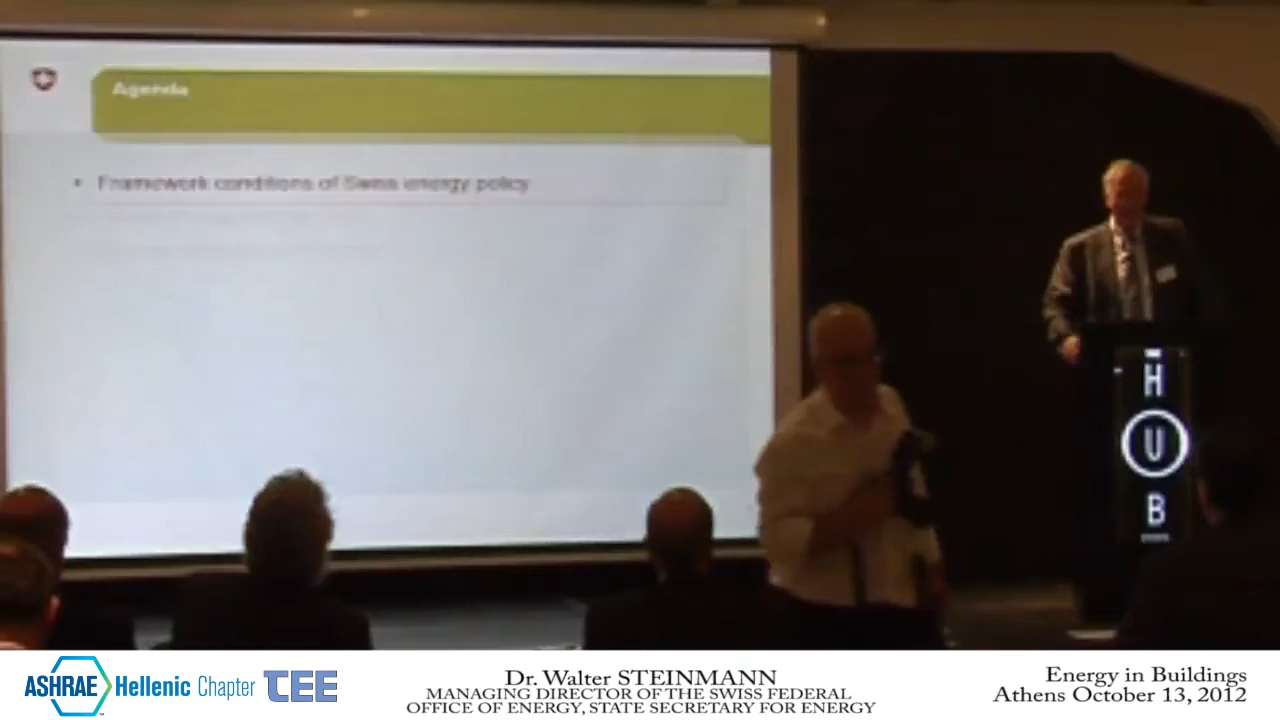 Agenda
• Framework conditions of Swiss energy policy
H
U
B
ASHRAE Hellenic Chapter TEE
Dr. Walter STEINMANN
MANAGING DIRECTOR OF THE SWISS FEDERAL
OFFICE OF ENERGY, STATE SECRETARY FOR ENERGY
Energy in Buildings
Athens October 13, 2012